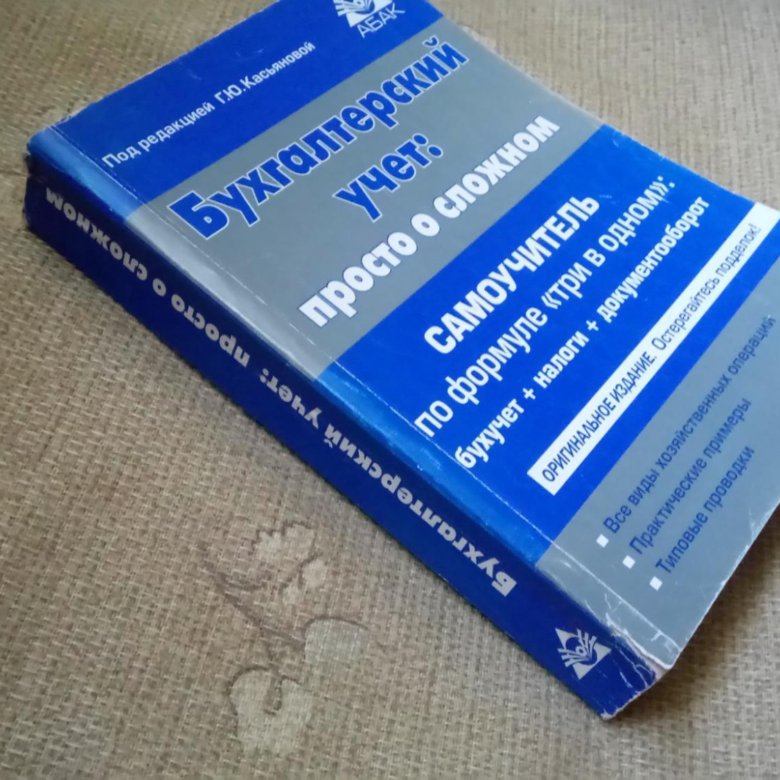 АБАК
Под редакцией Г.Ю.Касьяновой
Бухгалтерский
учет:
просто о сложном
САМОУЧИТЕЛЬ
по формуле «три в одном»:
бухучет + налоги + документооборот
ОРИГИНАЛЬНОЕ ИЗДАНИЕ. Остерегайтесь подделок!
Все виды хозяйственных операций
Практические примеры
Типовые проводки
Бухгалтерский учет: просто о сложном